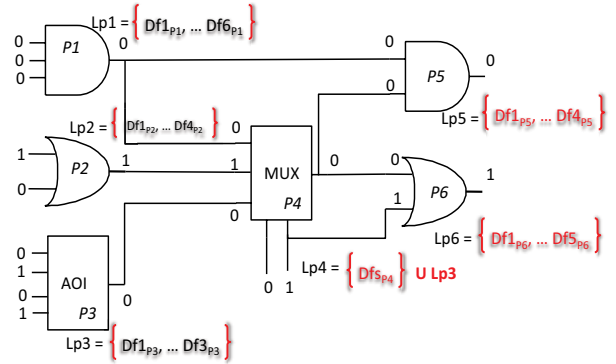 Lp1 = { Df1P1, ... Df6P1 }
0
0
0
P1
0
0
0
P5
0
Lp2 = { Df1P2, ... Df4P2 }
Lp5 = { Df1P5, ... Df4P5 }
1
0
P2
1
0
1
0
MUX
P4
0
0
1
P6
1
Lp6 = { Df1P6, ... Df5P6 }
0
1
0
1
AOI
P3
0
0 1
Lp4 = { DfsP4 } U Lp3
Lp3 = { Df1P3, ... Df3P3 }